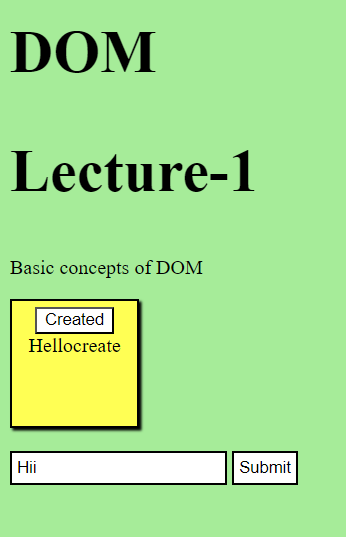 DOM
Lecture-1
Basic concepts of DOM
Created
Hellocreate
Hii Submit